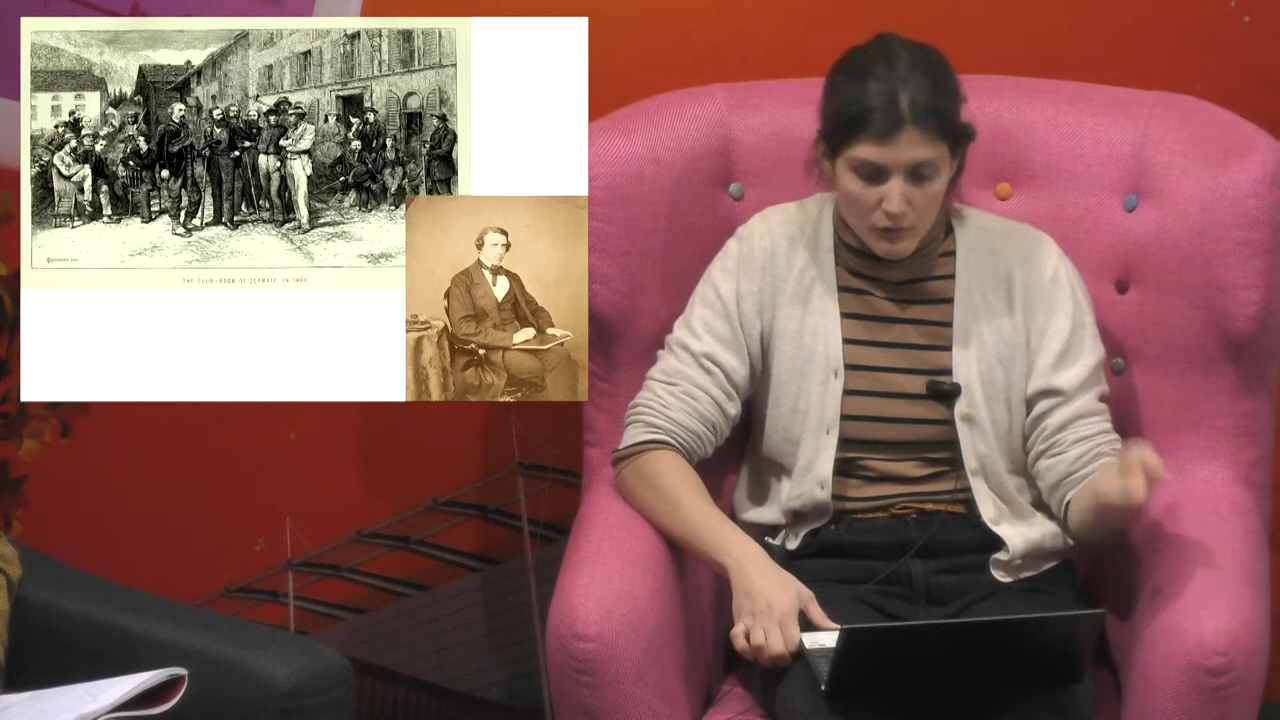 THE CLUB-ROOM OF ZERMATT, IN 1864.